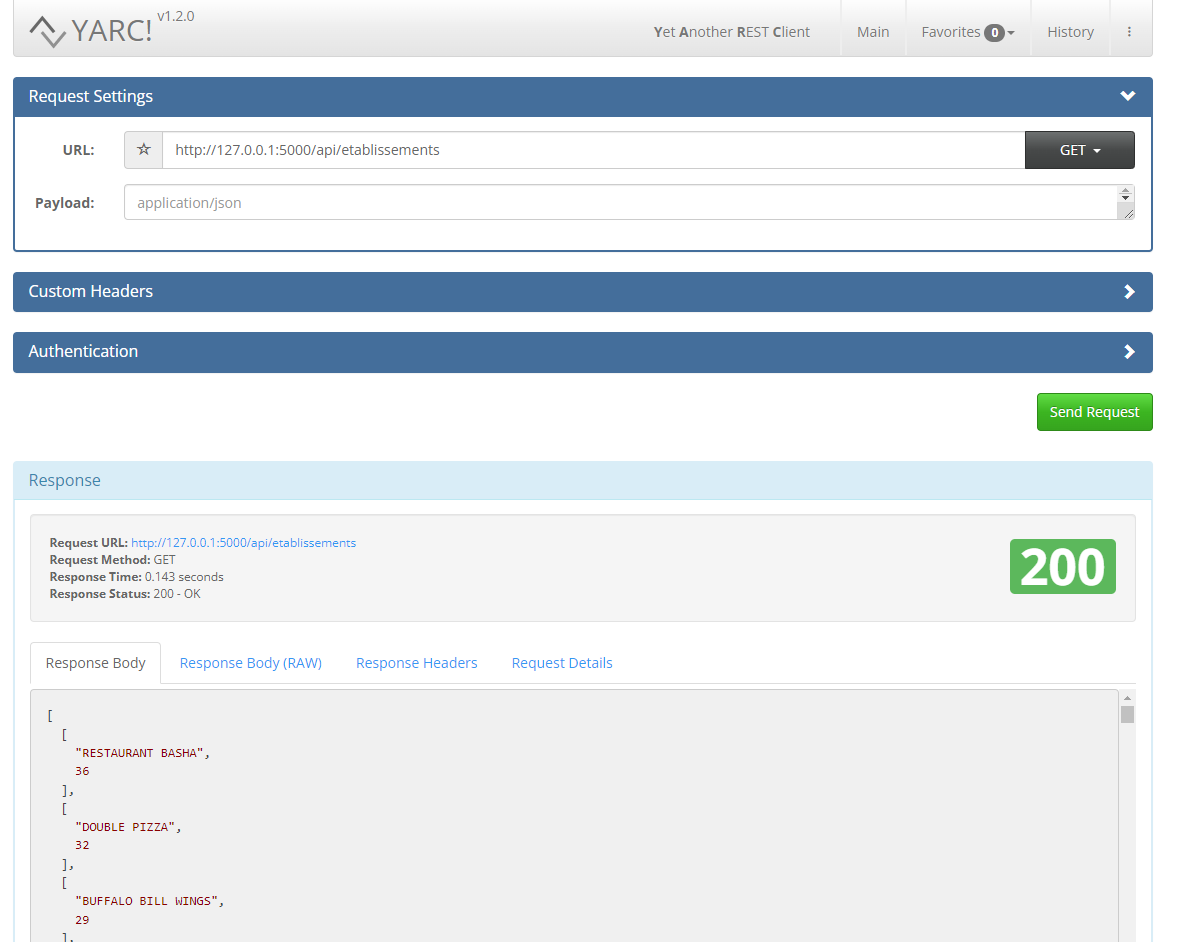 YARC! v1.2.0
Yet Another REST Client
Main
Favorites 0
History
Request Settings
URL:
http://127.0.0.1:5000/api/etablissements
GET
Payload:
application/json
Custom Headers
Authentication
Send Request
Response
Request URL: http://127.0.0.1:5000/api/etablissements
Request Method: GET
Response Time: 0.143 seconds
Response Status: 200 - OK
200
Response Body
Response Body (RAW)
Response Headers
Request Details
[
[
"RESTAURANT BASHA",
36
],
[
"DOUBLE PIZZA",
32
],
[
"BUFFALO BILL WINGS",
29
],